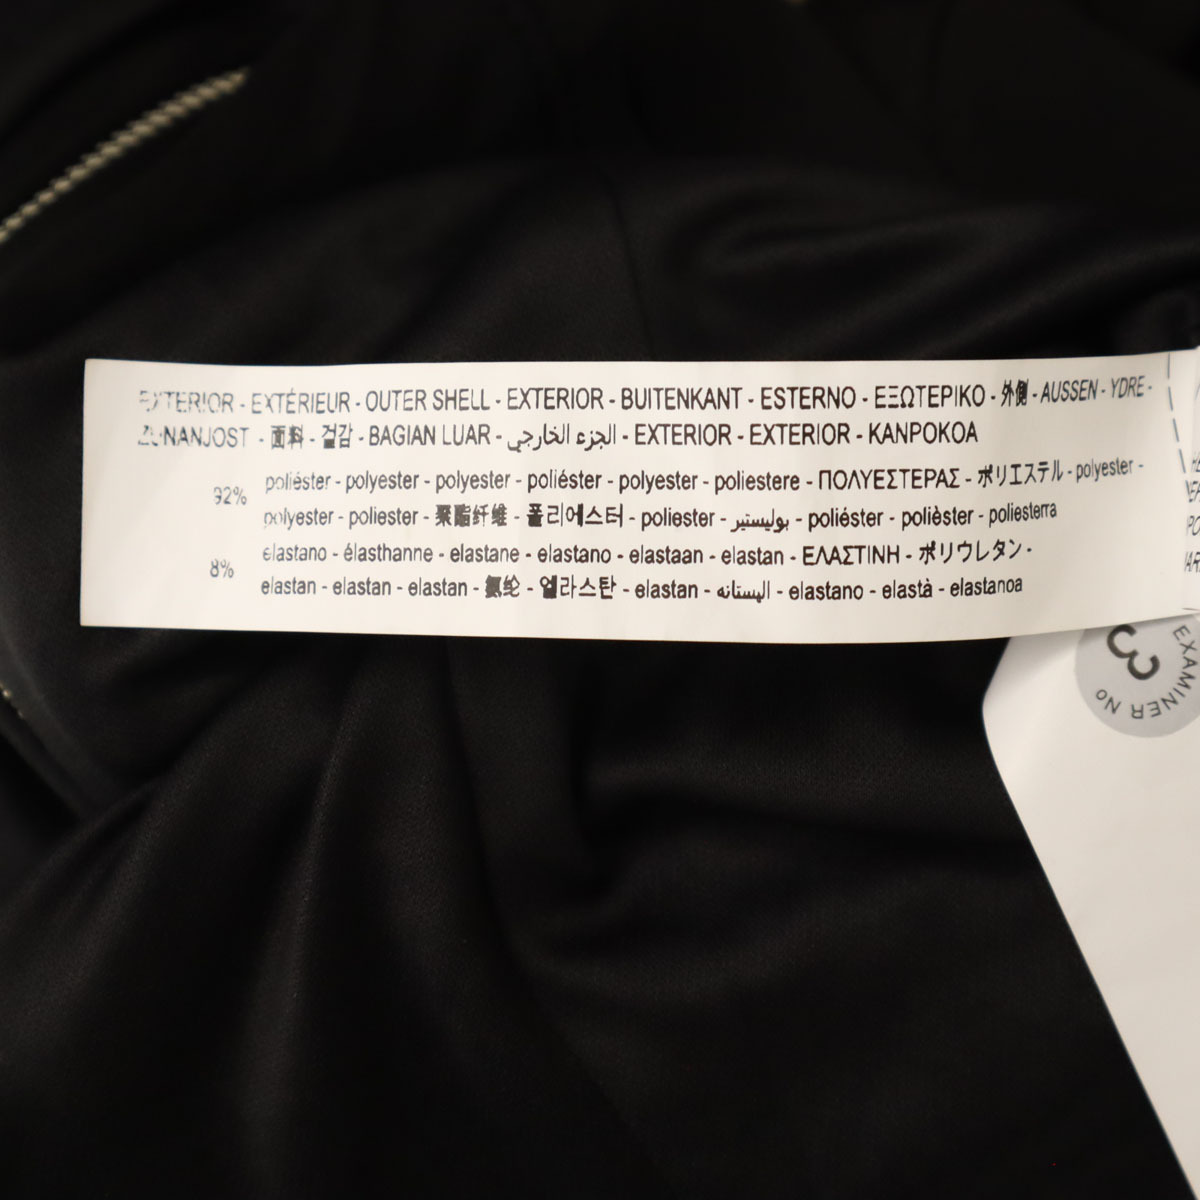 EXTERIOR - EXTÉRIEUR - OUTER SHELL - EXTERIOR - BUITENKANT - ESTERNO - ΕΞΩΤΕΡΙΚΟ - 外側 - AUSSEN - YDRE -
ZUNANJOST - 面料 - 겉감 - BAGIAN LUAR - الجزء الخارجي - EXTERIOR - EXTERIOR - KANPOKOA
92% poliéster - polyester - polyester - poliéster - polyester - poliestere - ΠΟΛΥΕΣΤΕΡΑΣ - ポリエステル - polyester -
polyester - poliester - 聚酯纤维 - 폴리에스터 - poliester - بوليستير - poliéster - polièster - poliesterra
8% elastano - élasthanne - elastane - elastano - elastaan - elastan - ΕΛΑΣΤΙΝΗ - ポリウレタン -
elastan - elastan - elastan - 氨纶 - 엘라스탄 - elastan - اليستانه - elastano - elastà - elastanoa
3
EXAMINER No